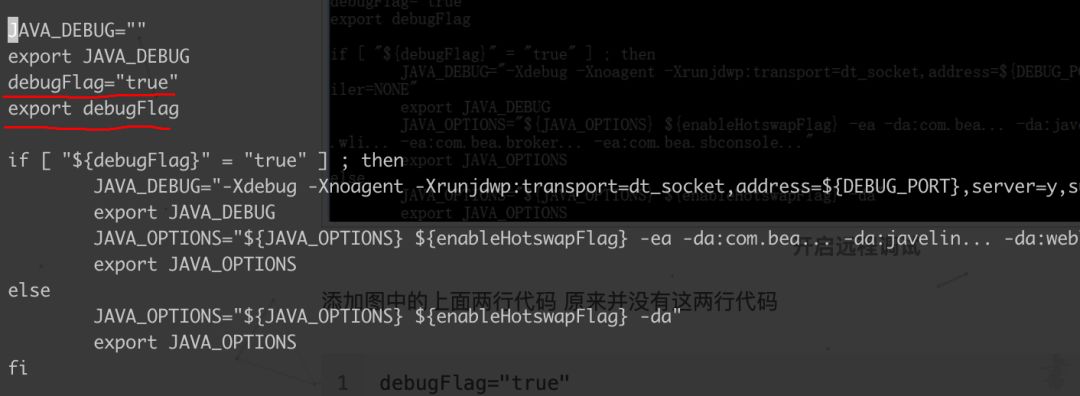 JAVA_DEBUG=""
export JAVA_DEBUG
debugFlag="true"
export debugFlag
if [ "${debugFlag}" = "true" ] ; then
JAVA_DEBUG="-Xdebug -Xnoagent -Xrunjdwp:transport=dt_socket,address=${DEBUG_PORT},server=y,su
export JAVA_DEBUG
JAVA_OPTIONS="${JAVA_OPTIONS} ${enableHotswapFlag} -ea -da:com.bea... -da:javelin... -da:webl
export JAVA_OPTIONS
else
JAVA_OPTIONS="${JAVA_OPTIONS} ${enableHotswapFlag} -da"
export JAVA_OPTIONS
fi
debugFlag="true"
export debugFlag
if [ "${debugFlag}" = "true" ] ; then
JAVA_DEBUG="-Xdebug -Xnoagent -Xrunjdwp:transport=dt_socket,address=${DEBUG_PO
iler=NONE"
export JAVA_DEBUG
JAVA_OPTIONS="${JAVA_OPTIONS} ${enableHotswapFlag} -ea -da:com.bea... -da:jav
.wli... -ea:com.bea.broker... -ea:com.bea.sbconsole..."
export JAVA_OPTIONS
else
JAVA_OPTIONS="${JAVA_OPTIONS} ${enableHotswapFlag} -da"
export JAVA_OPTIONS
开启远程调试
添加图中的上面两行代码 原来并没有这两行代码
1 debugFlag="true"